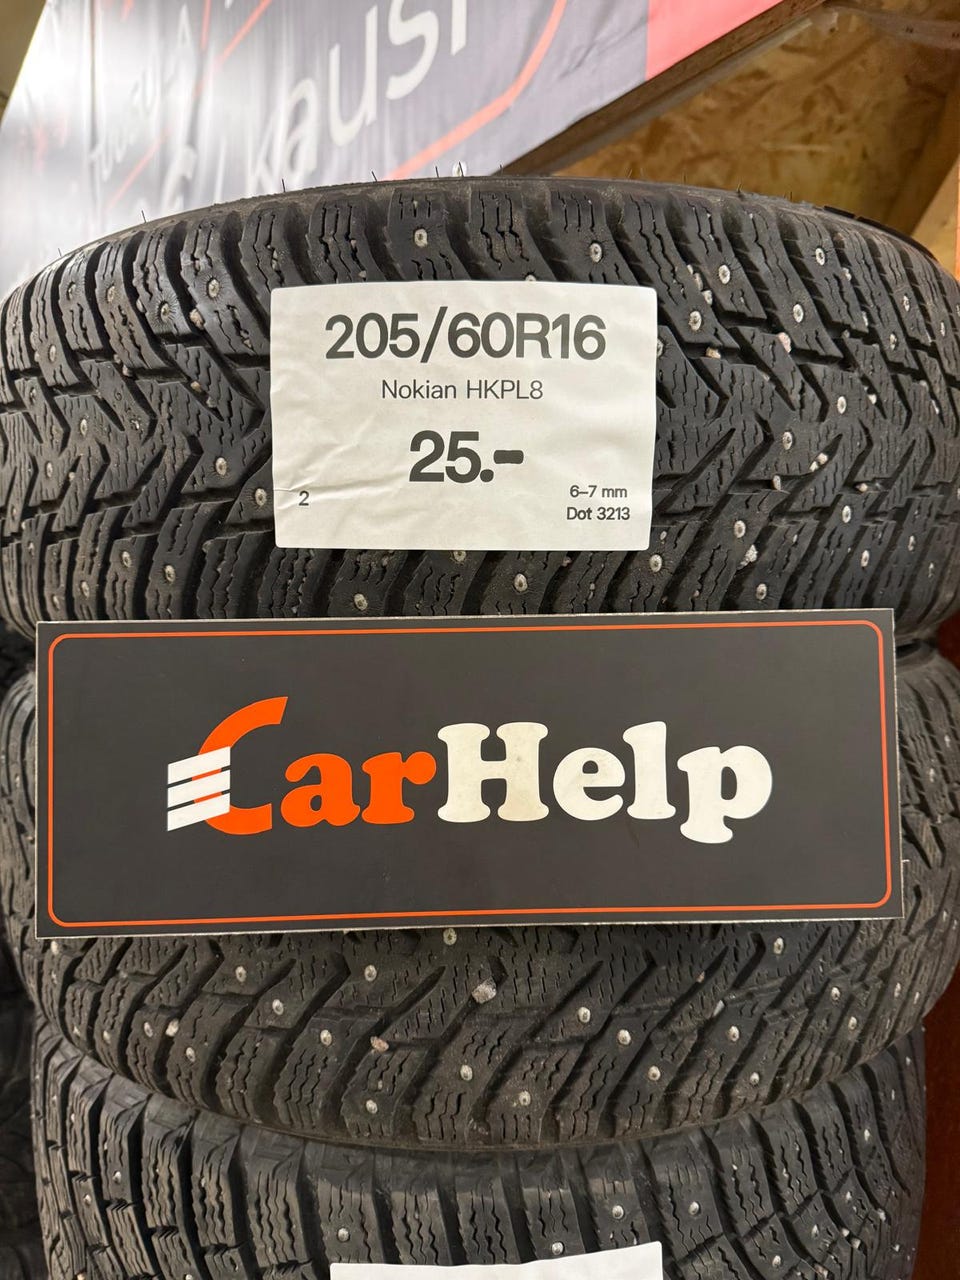 205/60R16
Nokian HKPL8
25.-
2
6–7 mm
Dot 3213
CarHelp